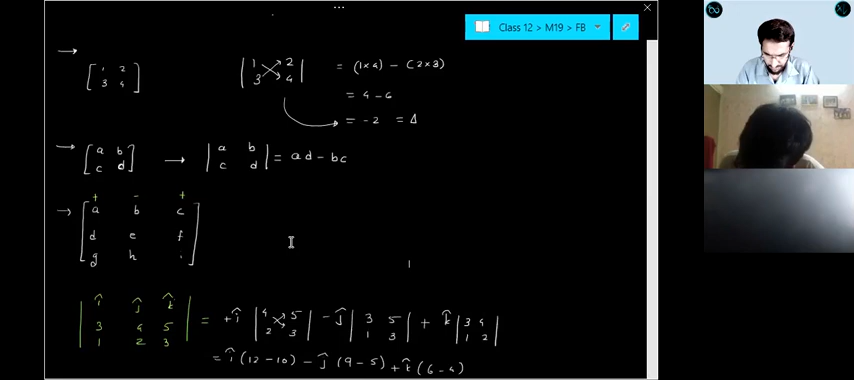 Class 12 > M19 > FB
→ [1 2
3 4]
|1 2
3 4| = (1×4) − (2×3)
= 4 − 6
= −2 = Δ
→ [a b
c d] → |a b
c d| = ad − bc
+ − +
→ [a b c
d e f
g h i]
|î ĵ k̂
3 4 5
1 2 3| = +î |4 5
2 3| − ĵ |3 5
1 3| + k̂ |3 4
1 2|
= î(12 − 10) − ĵ(9 − 5) + k̂(6 − 4)